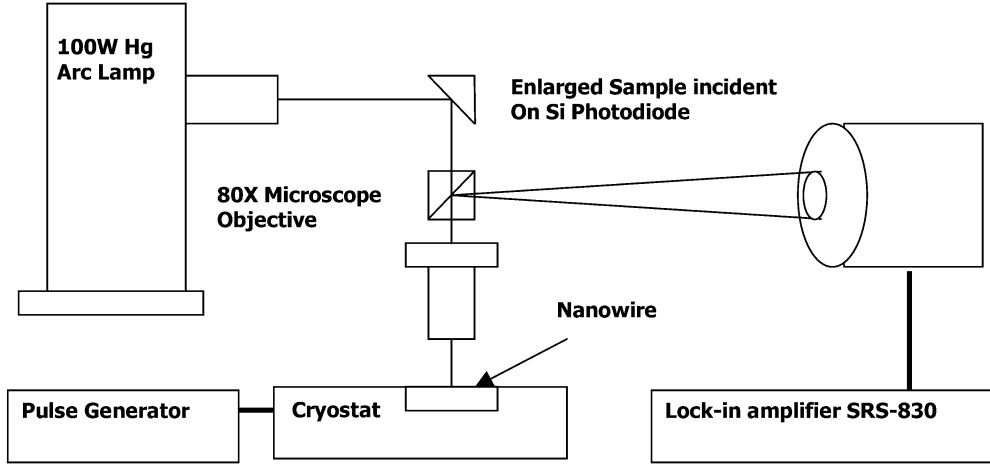 100W Hg
Arc Lamp
Enlarged Sample incident
On Si Photodiode
80X Microscope
Objective
Nanowire
Pulse Generator
Cryostat
Lock-in amplifier SRS-830